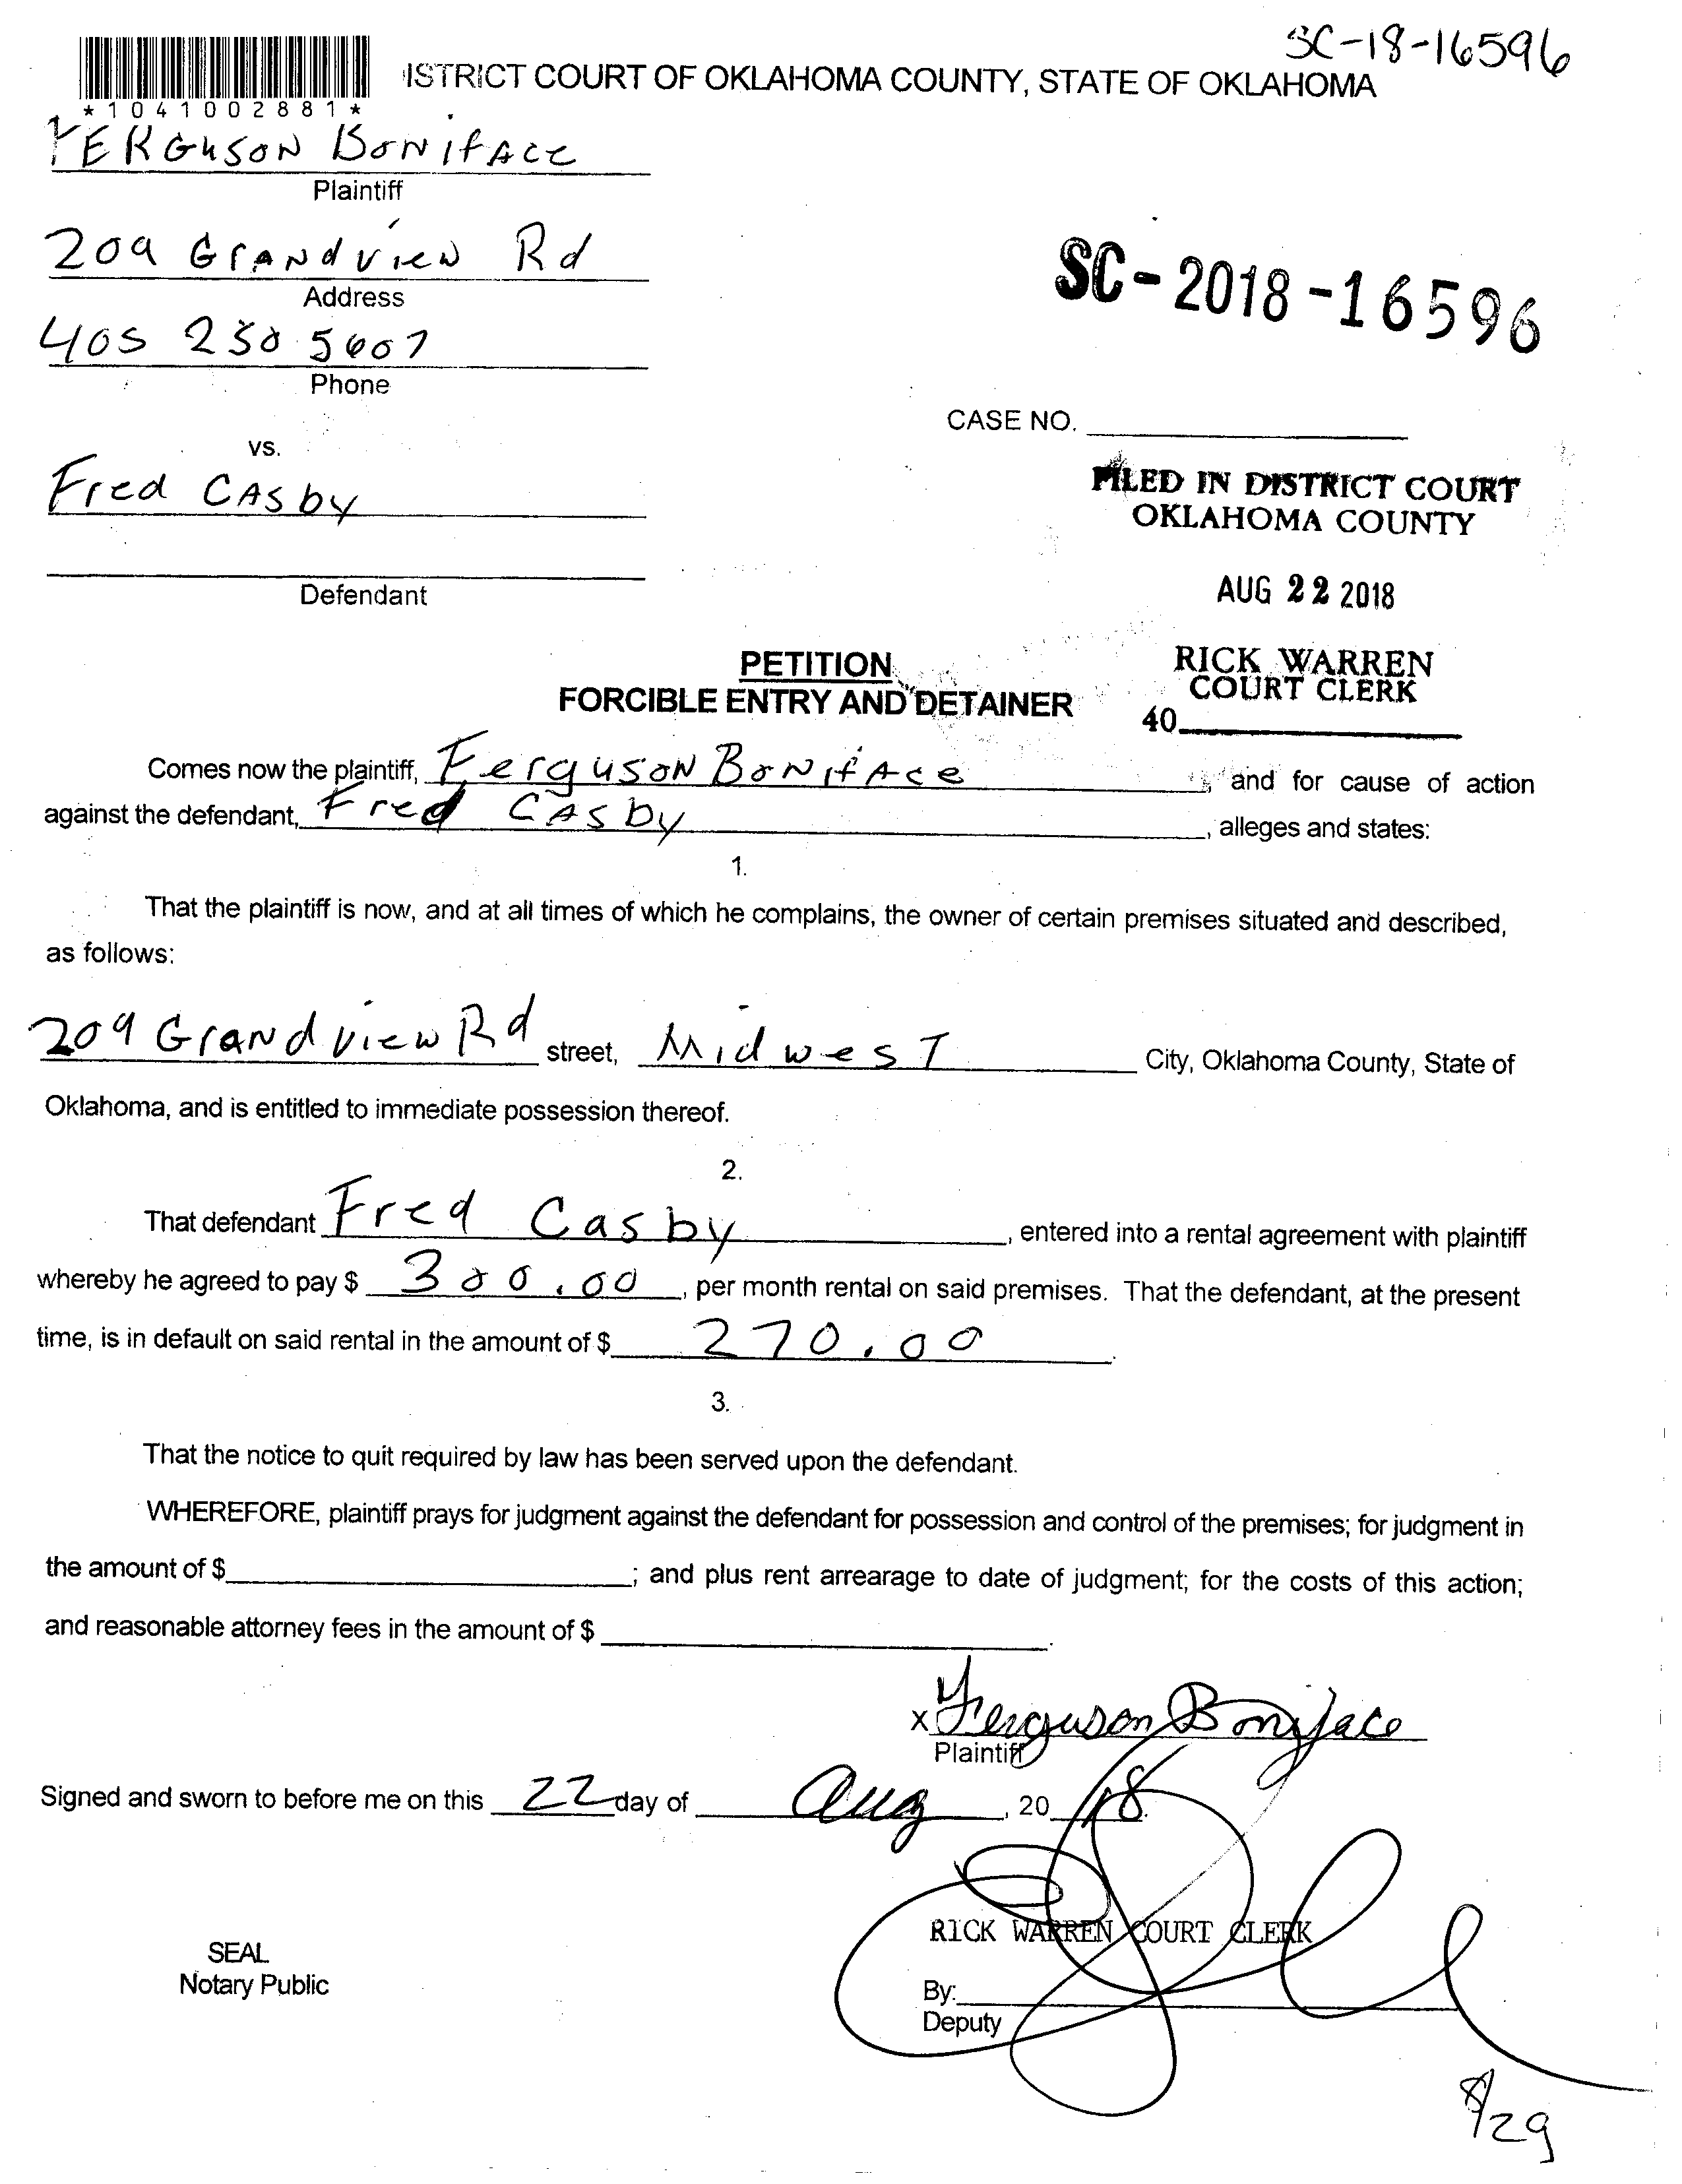 SC-18-16596
ISTRICT COURT OF OKLAHOMA COUNTY, STATE OF OKLAHOMA
*1041002881*
FERGUSON BONIFACE
Plaintiff
209 Grandview Rd
Address
405 5607
Phone
SC-2018-16596
CASE NO.
vs.
Fred CASby
FILED IN DISTRICT COURT
OKLAHOMA COUNTY
Defendant
AUG 22 2018
PETITION
FORCIBLE ENTRY AND DETAINER
RICK WARREN
COURT CLERK
40
Comes now the plaintiff, Ferguson BoNifAce, and for cause of action
against the defendant, Fred CASby, alleges and states:
1.
That the plaintiff is now, and at all times of which he complains, the owner of certain premises situated and described,
as follows:
209 Grandview Rd street, Midwest City, Oklahoma County, State of
Oklahoma, and is entitled to immediate possession thereof.
2.
That defendant Fred Casby, entered into a rental agreement with plaintiff
whereby he agreed to pay $ 300.00, per month rental on said premises. That the defendant, at the present
time, is in default on said rental in the amount of $ 270.00.
3.
That the notice to quit required by law has been served upon the defendant.
WHEREFORE, plaintiff prays for judgment against the defendant for possession and control of the premises; for judgment in
the amount of $; and plus rent arrearage to date of judgment; for the costs of this action;
and reasonable attorney fees in the amount of $.
x Ferguson Boniface
Plaintiff
Signed and sworn to before me on this 22 day of Aug, 20 18.
RICK WARREN COURT CLERK
SEAL
Notary Public
By:
Deputy
8/29